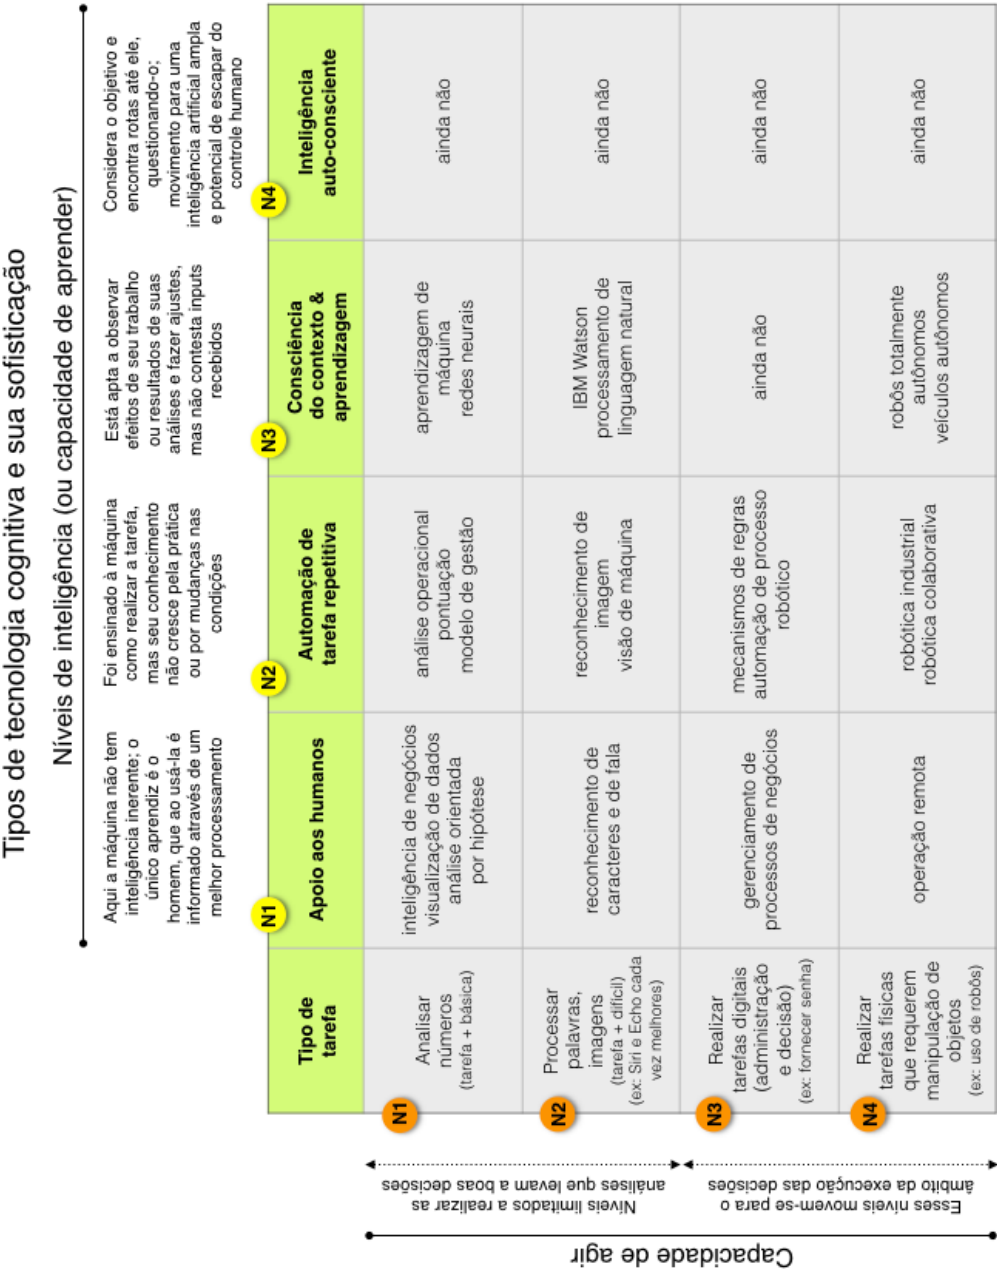 Tipos de tecnologia cognitiva e sua sofisticação
Níveis de inteligência (ou capacidade de aprender)
Aqui a máquina não tem
inteligência inerente; o
único aprendiz é o
homem, que ao usá-la é
informado através de um
melhor processamento
Foi ensinado à máquina
como realizar a tarefa,
mas seu conhecimento
não cresce pela prática
ou por mudanças nas
condições
Está apta a observar
efeitos de seu trabalho
ou resultados de suas
análises e fazer ajustes,
mas não contesta inputs
recebidos
Considera o objetivo e
encontra rotas até ele,
questionando-o;
movimento para uma
inteligência artificial ampla
e potencial de escapar do
controle humano
N1
N2
N3
N4
Tipo de
tarefa
Apoio aos humanos
Automação de
tarefa repetitiva
Consciência
do contexto &
aprendizagem
Inteligência
auto-consciente
N1
Analisar
números
(tarefa + básica)
inteligência de negócios
visualização de dados
análise orientada
por hipótese
análise operacional
pontuação
modelo de gestão
aprendizagem de
máquina
redes neurais
ainda não
N2
Processar
palavras,
imagens
(tarefa + difícil)
(ex: Siri e Echo cada
vez melhores)
reconhecimento de
caracteres e de fala
reconhecimento de
imagem
visão de máquina
IBM Watson
processamento de
linguagem natural
ainda não
N3
Realizar
tarefas digitais
(administração
e decisão)
(ex: fornecer senha)
gerenciamento de
processos de negócios
mecanismos de regras
automação de processo
robótico
ainda não
ainda não
N4
Realizar
tarefas físicas
que requerem
manipulação de
objetos
(ex: uso de robôs)
operação remota
robótica industrial
robótica colaborativa
robôs totalmente
autônomos
veículos autônomos
ainda não
Capacidade de agir
Níveis limitados a realizar as
análises que levam a boas decisões
Esses níveis movem-se para o
âmbito da execução das decisões